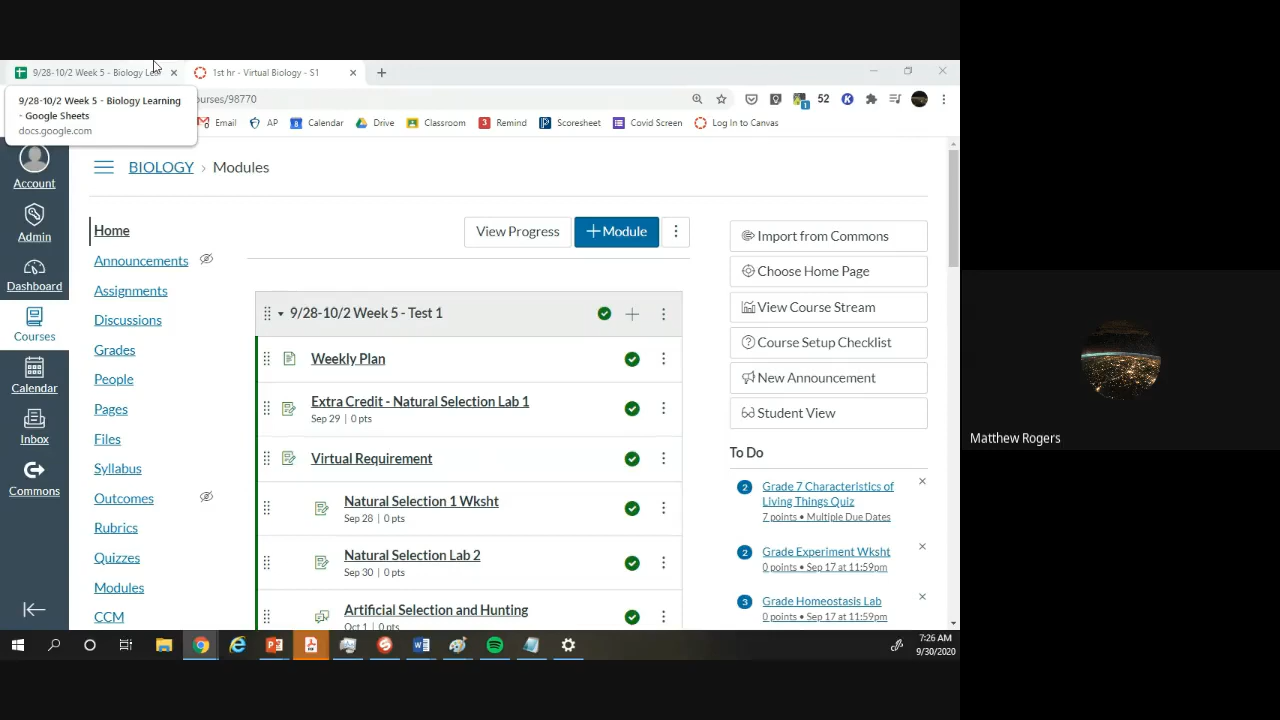 9/28-10/2 Week 5 - Biology Le
1st hr - Virtual Biology - S1
9/28-10/2 Week 5 - Biology Learning
- Google Sheets
docs.google.com
ourses/98770
52
Email
AP
Calendar
Drive
Classroom
Remind
Scoresheet
Covid Screen
Log In to Canvas
Account
Admin
Dashboard
Courses
Calendar
Inbox
Commons
BIOLOGY › Modules
Home
Announcements
Assignments
Discussions
Grades
People
Pages
Files
Syllabus
Outcomes
Rubrics
Quizzes
Modules
CCM
View Progress
+ Module
9/28-10/2 Week 5 - Test 1
Weekly Plan
Extra Credit - Natural Selection Lab 1
Sep 29 | 0 pts
Virtual Requirement
Natural Selection 1 Wksht
Sep 28 | 0 pts
Natural Selection Lab 2
Sep 30 | 0 pts
Artificial Selection and Hunting
Oct 1 | 0 pts
Import from Commons
Choose Home Page
View Course Stream
Course Setup Checklist
New Announcement
Student View
To Do
2
Grade 7 Characteristics of
Living Things Quiz
7 points • Multiple Due Dates
2
Grade Experiment Wksht
0 points • Sep 17 at 11:59pm
3
Grade Homeostasis Lab
0 points • Sep 17 at 11:59pm
7:26 AM
9/30/2020
Matthew Rogers